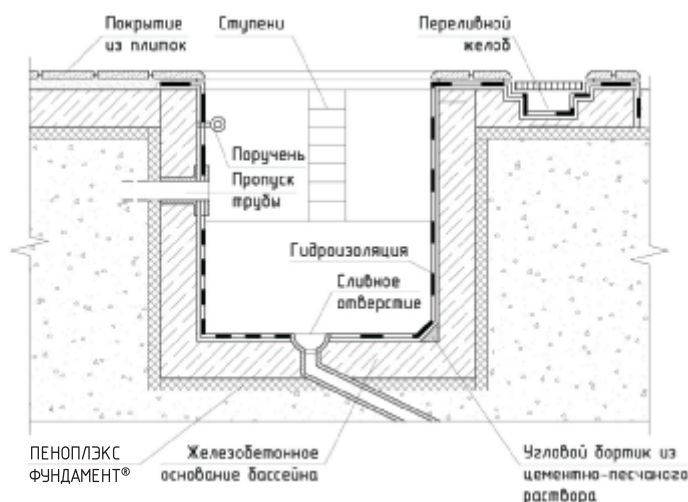 Покрытие
из плиток
Ступени
Переливной
желоб
Поручень
Пропуск
трубы
Гидроизоляция
Сливное
отверстие
ПЕНОПЛЭКС
ФУНДАМЕНТ®
Железобетонное
основание бассейна
Угловой бортик из
цементно-песчаного
раствора